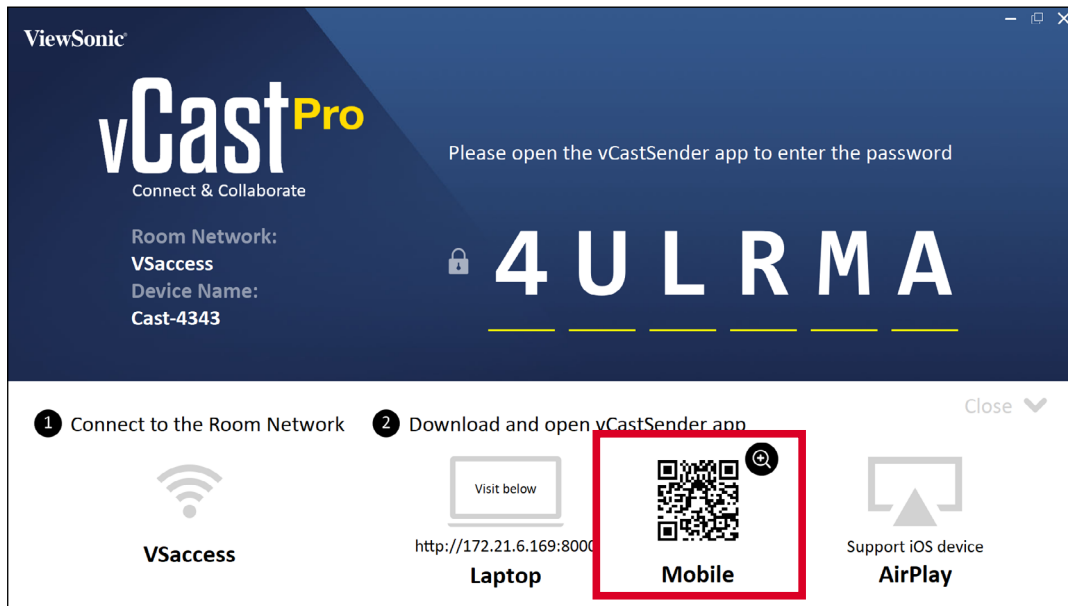 ViewSonic®
vCastPro
Connect & Collaborate
Room Network:
VSaccess
Device Name:
Cast-4343
Please open the vCastSender app to enter the password
4ULRMA
1 Connect to the Room Network
VSaccess
2 Download and open vCastSender app
Close
Visit below
http://172.21.6.169:8000
Laptop
Mobile
Support iOS device
AirPlay